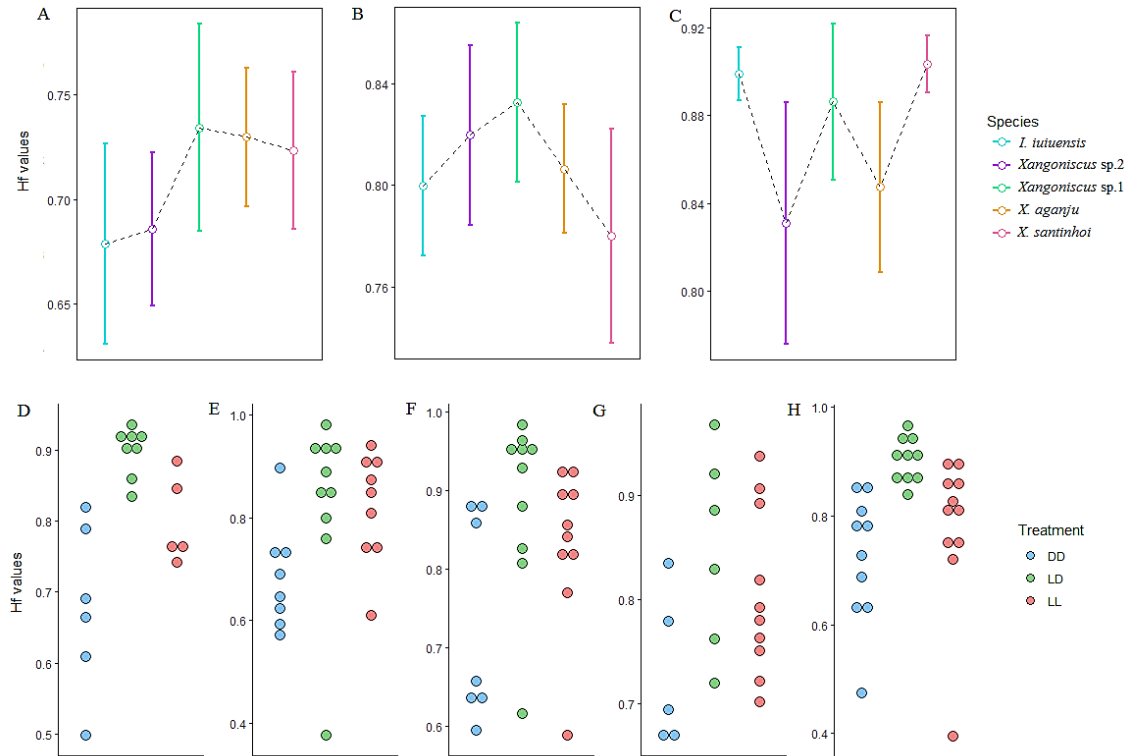 A
B
C
Hf values
0.75
0.70
0.65
0.84
0.80
0.76
0.92
0.88
0.84
0.80
Species
I. iuiuensis
Xangoniscus sp.2
Xangoniscus sp.1
X. aganju
X. santinhoi
D
E
F
G
H
Hf values
0.9
0.8
0.7
0.6
0.5
1.0
0.8
0.6
0.4
1.0
0.9
0.8
0.7
0.6
0.9
0.8
0.7
1.0
0.8
0.6
0.4
Treatment
DD
LD
LL